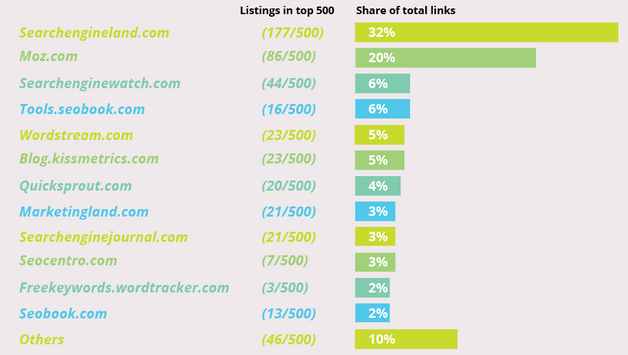 Listings in top 500 Share of total links
Searchengineland.com (177/500) 32%
Moz.com (86/500) 20%
Searchenginewatch.com (44/500) 6%
Tools.seobook.com (16/500) 6%
Wordstream.com (23/500) 5%
Blog.kissmetrics.com (23/500) 5%
Quicksprout.com (20/500) 4%
Marketingland.com (21/500) 3%
Searchenginejournal.com (21/500) 3%
Seocentro.com (7/500) 3%
Freekeywords.wordtracker.com (3/500) 2%
Seobook.com (13/500) 2%
Others (46/500) 10%